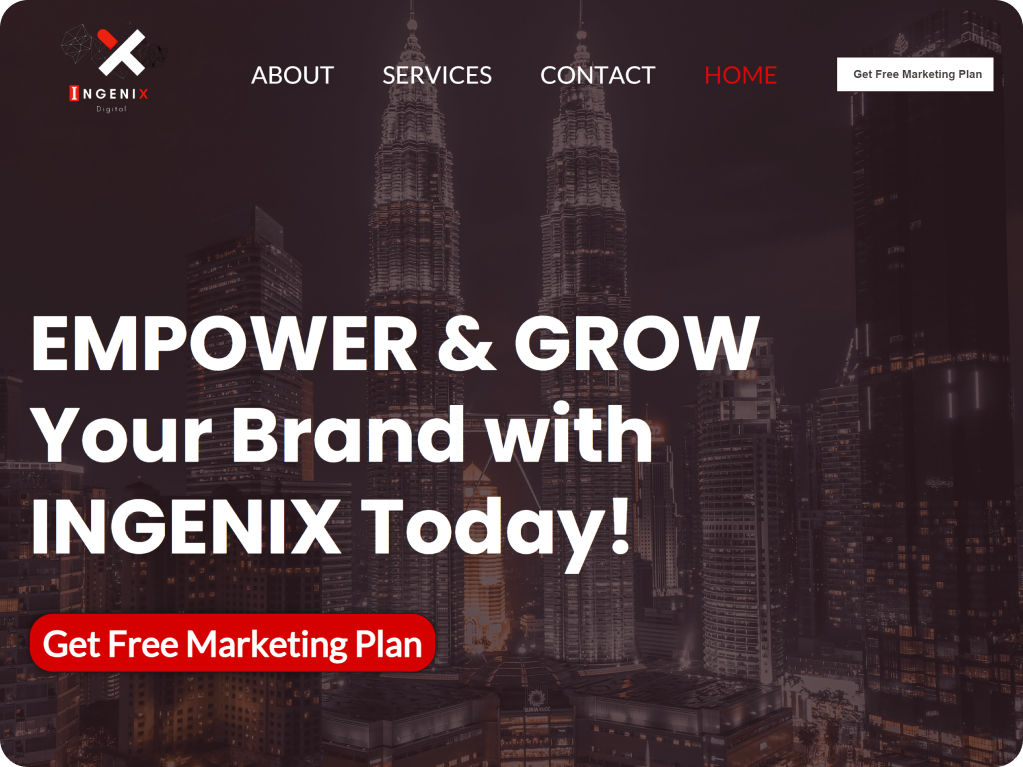 INGENIX
Digital
ABOUT
SERVICES
CONTACT
HOME
Get Free Marketing Plan
EMPOWER & GROW
Your Brand with
INGENIX Today!
Get Free Marketing Plan